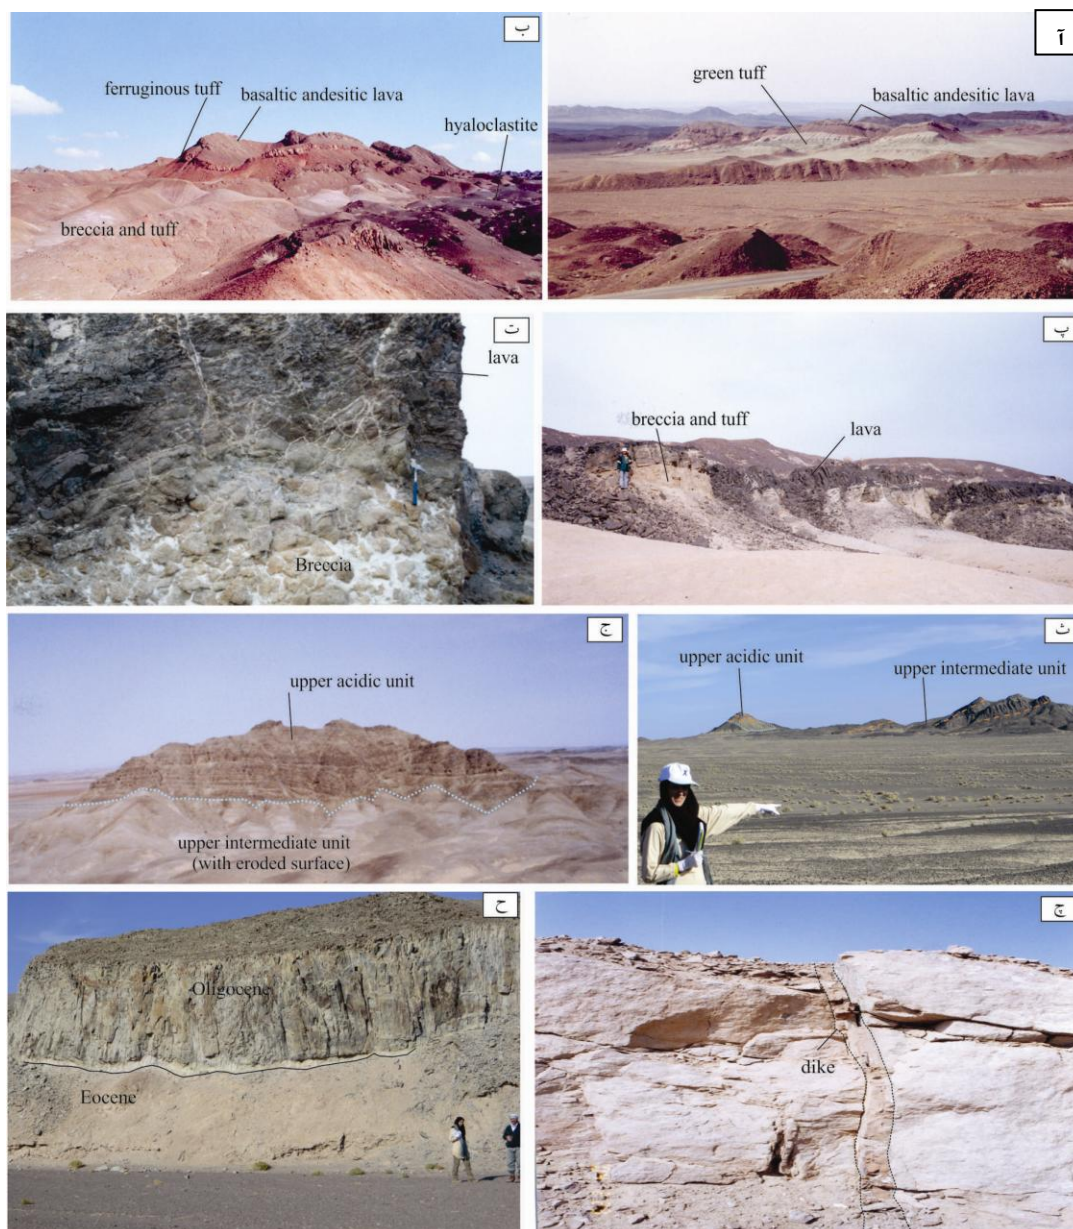 آ
green tuff
basaltic andesitic lava
ب
ferruginous tuff
basaltic andesitic lava
hyaloclastite
breccia and tuff
پ
breccia and tuff
lava
ت
lava
Breccia
ث
upper acidic unit
upper intermediate unit
ج
upper acidic unit
upper intermediate unit
(with eroded surface)
چ
dike
ح
Oligocene
Eocene